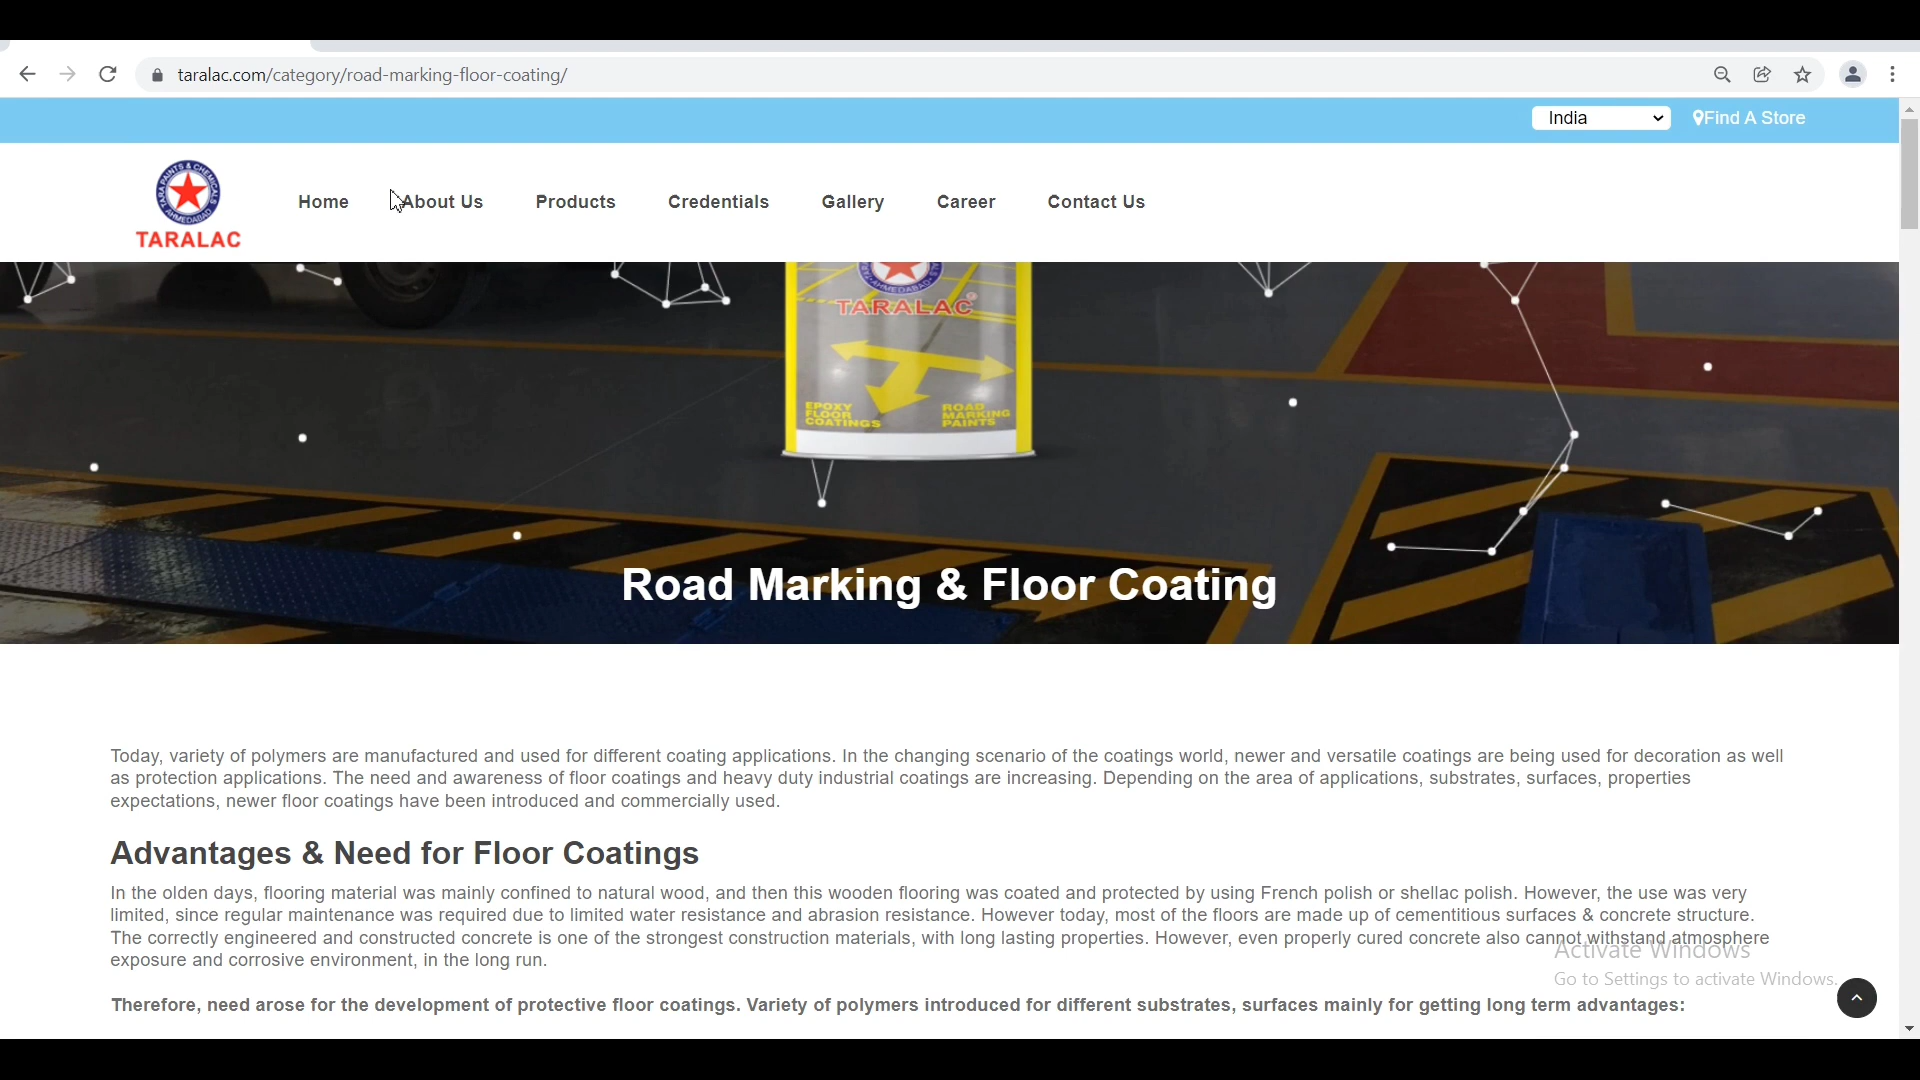 taralac.com/category/road-marking-floor-coating/
India
Find A Store
TARA PAINTS & CHEMICALS
AHMEDABAD
TARALAC
Home
About Us
Products
Credentials
Gallery
Career
Contact Us
AHMEDABAD
TARALAC®
EPOXY
FLOOR
COATINGS
ROAD
MARKING
PAINTS
Road Marking & Floor Coating
Today, variety of polymers are manufactured and used for different coating applications. In the changing scenario of the coatings world, newer and versatile coatings are being used for decoration as well
as protection applications. The need and awareness of floor coatings and heavy duty industrial coatings are increasing. Depending on the area of applications, substrates, surfaces, properties
expectations, newer floor coatings have been introduced and commercially used.
Advantages & Need for Floor Coatings
In the olden days, flooring material was mainly confined to natural wood, and then this wooden flooring was coated and protected by using French polish or shellac polish. However, the use was very
limited, since regular maintenance was required due to limited water resistance and abrasion resistance. However today, most of the floors are made up of cementitious surfaces & concrete structure.
The correctly engineered and constructed concrete is one of the strongest construction materials, with long lasting properties. However, even properly cured concrete also cannot withstand atmosphere
exposure and corrosive environment, in the long run.
Activate Windows
Go to Settings to activate Windows.
Therefore, need arose for the development of protective floor coatings. Variety of polymers introduced for different substrates, surfaces mainly for getting long term advantages: